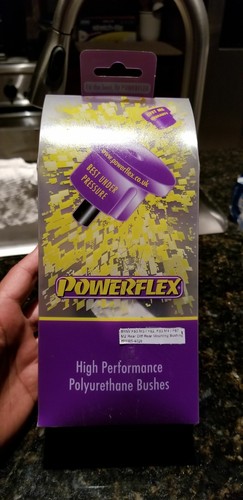 www.powerflex.co.uk
BEST UNDER
PRESSURE
POWERFLEX
High Performance
Polyurethane Bushes